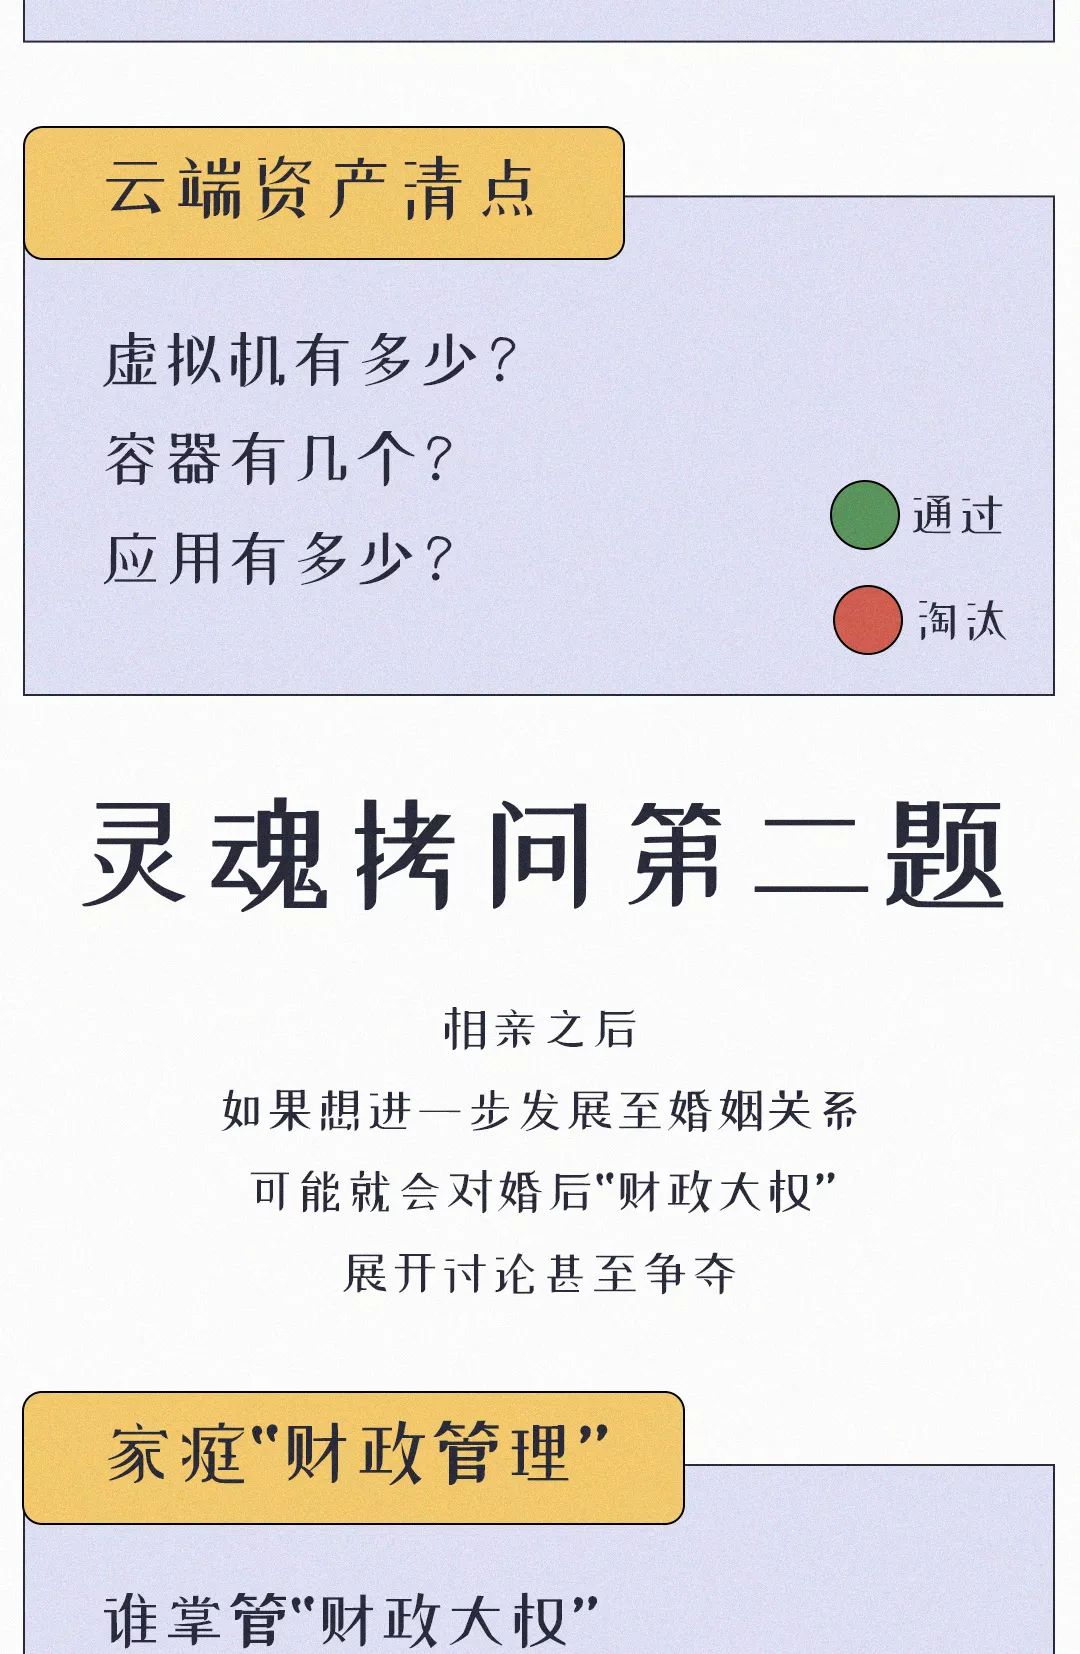 云端资产清点
虚拟机有多少？
容器有几个？
应用有多少？
通过
淘汰
灵魂拷问第二题
相亲之后
如果想进一步发展至婚姻关系
可能就会对婚后“财政大权”
展开讨论甚至争夺
家庭“财政管理”
谁掌管“财政大权”